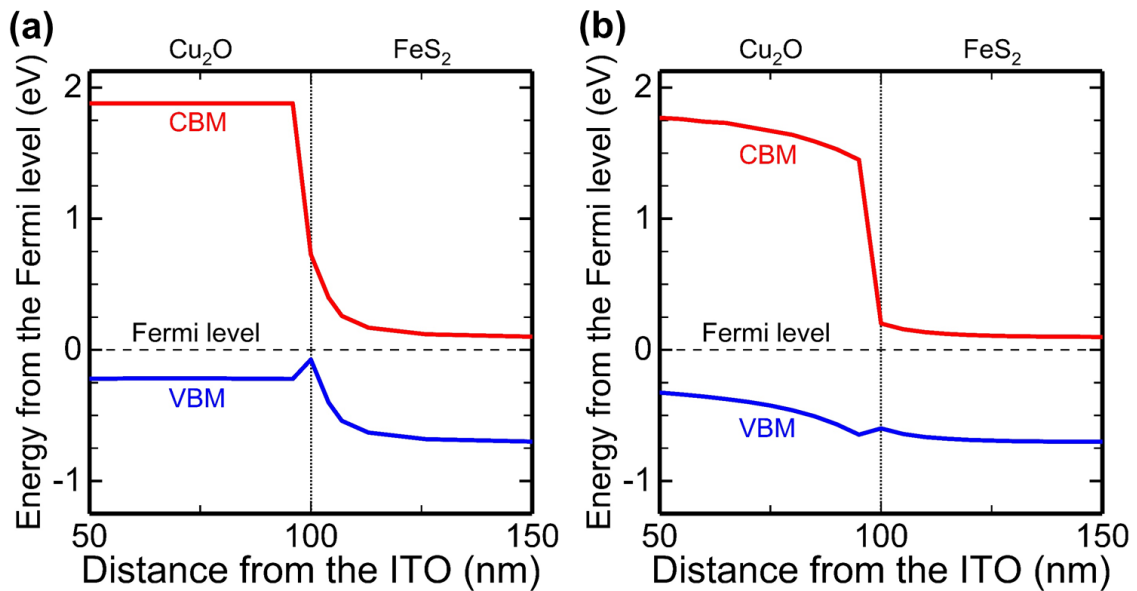 (a)
Cu₂O
FeS₂
Energy from the Fermi level (eV)
2
1
0
-1
CBM
Fermi level
VBM
50
100
150
Distance from the ITO (nm)
(b)
Cu₂O
FeS₂
Energy from the Fermi level (eV)
2
1
0
-1
CBM
Fermi level
VBM
50
100
150
Distance from the ITO (nm)